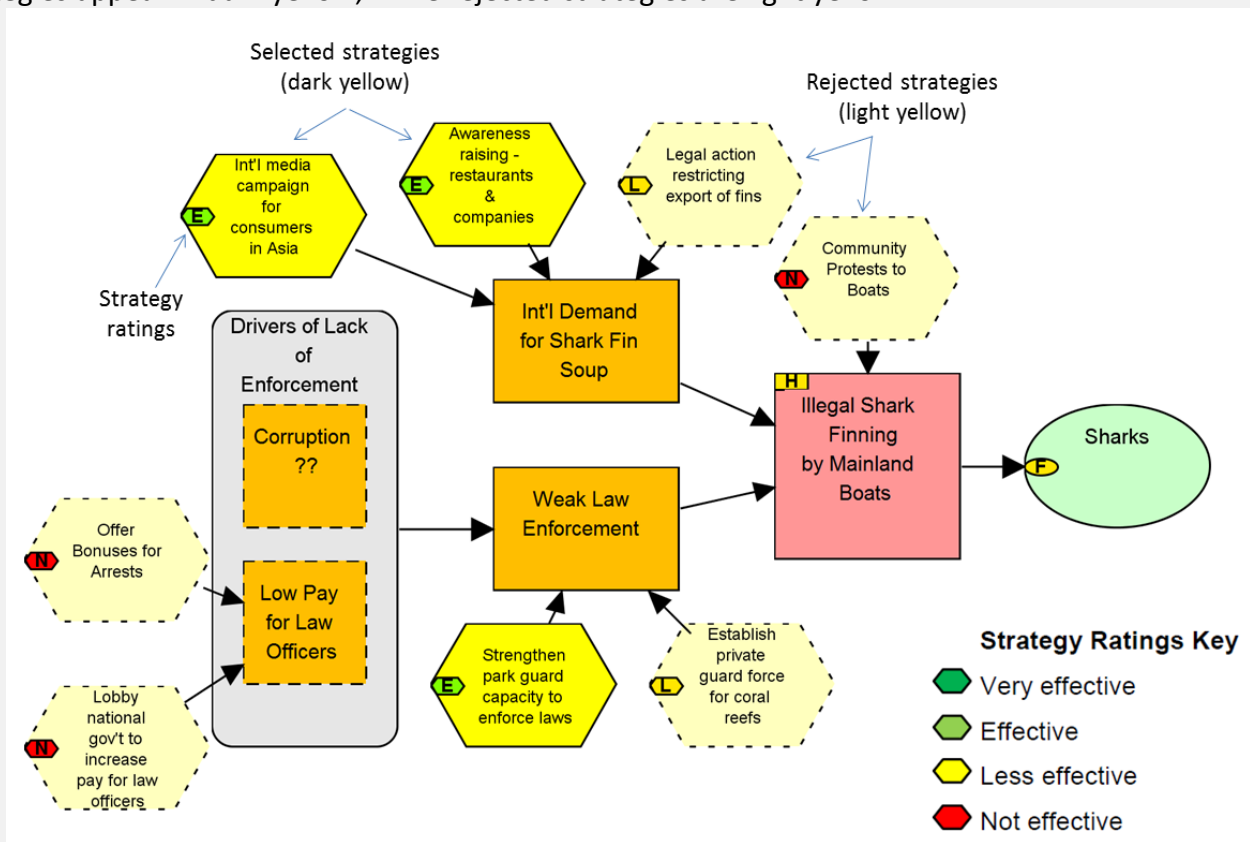 Selected strategies
(dark yellow)
Rejected strategies
(light yellow)
Awareness
raising -
restaurants
&
companies
E
Legal action
restricting
export of fins
L
Int'l media
campaign
for
consumers
in Asia
E
Community
Protests to
Boats
N
Strategy
ratings
Drivers of Lack
of
Enforcement
Int'l Demand
for Shark Fin
Soup
H
Illegal Shark
Finning
by Mainland
Boats
Sharks
F
Corruption
??
Weak Law
Enforcement
Offer
Bonuses for
Arrests
N
Low Pay
for Law
Officers
Strengthen
park guard
capacity to
enforce laws
E
Establish
private
guard force
for coral
reefs
L
Lobby
national
gov't to
increase
pay for law
officers
N
Strategy Ratings Key
Very effective
Effective
Less effective
Not effective